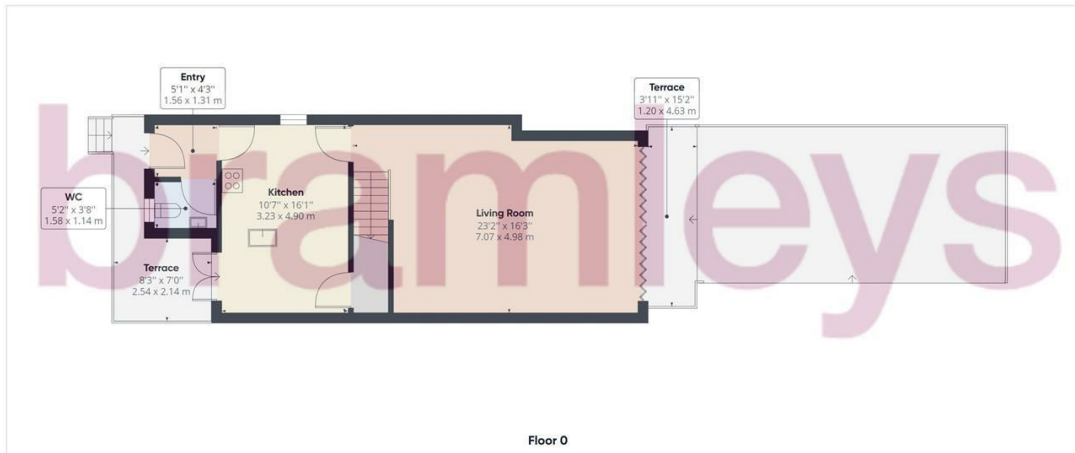 Entry
5'1" x 4'3"
1.56 x 1.31 m
Terrace
3'11" x 15'2"
1.20 x 4.63 m
bramleys
WC
5'2" x 3'8"
1.58 x 1.14 m
Kitchen
10'7" x 16'1"
3.23 x 4.90 m
Living Room
23'2" x 16'3"
7.07 x 4.98 m
Terrace
8'3" x 7'0"
2.54 x 2.14 m
Floor 0